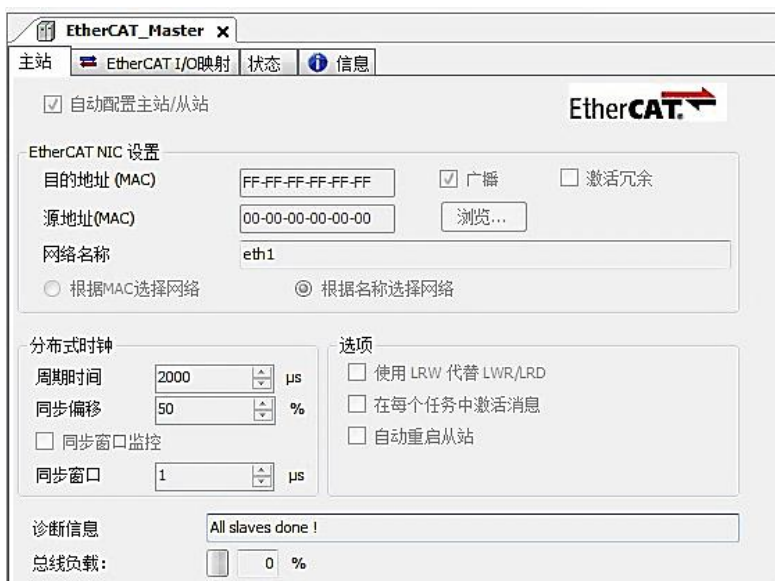 EtherCAT_Master x
主站 EtherCAT I/O映射 状态 信息
自动配置主站/从站
EtherCAT.
EtherCAT NIC 设置
目的地址 (MAC) FF-FF-FF-FF-FF-FF 广播 激活冗余
源地址(MAC) 00-00-00-00-00-00 浏览...
网络名称 eth1
根据MAC选择网络 根据名称选择网络
分布式时钟 选项
周期时间 2000 µs 使用 LRW 代替 LWR/LRD
同步偏移 50 % 在每个任务中激活消息
同步窗口监控 自动重启从站
同步窗口 1 µs
诊断信息 All slaves done !
总线负载： 0 %